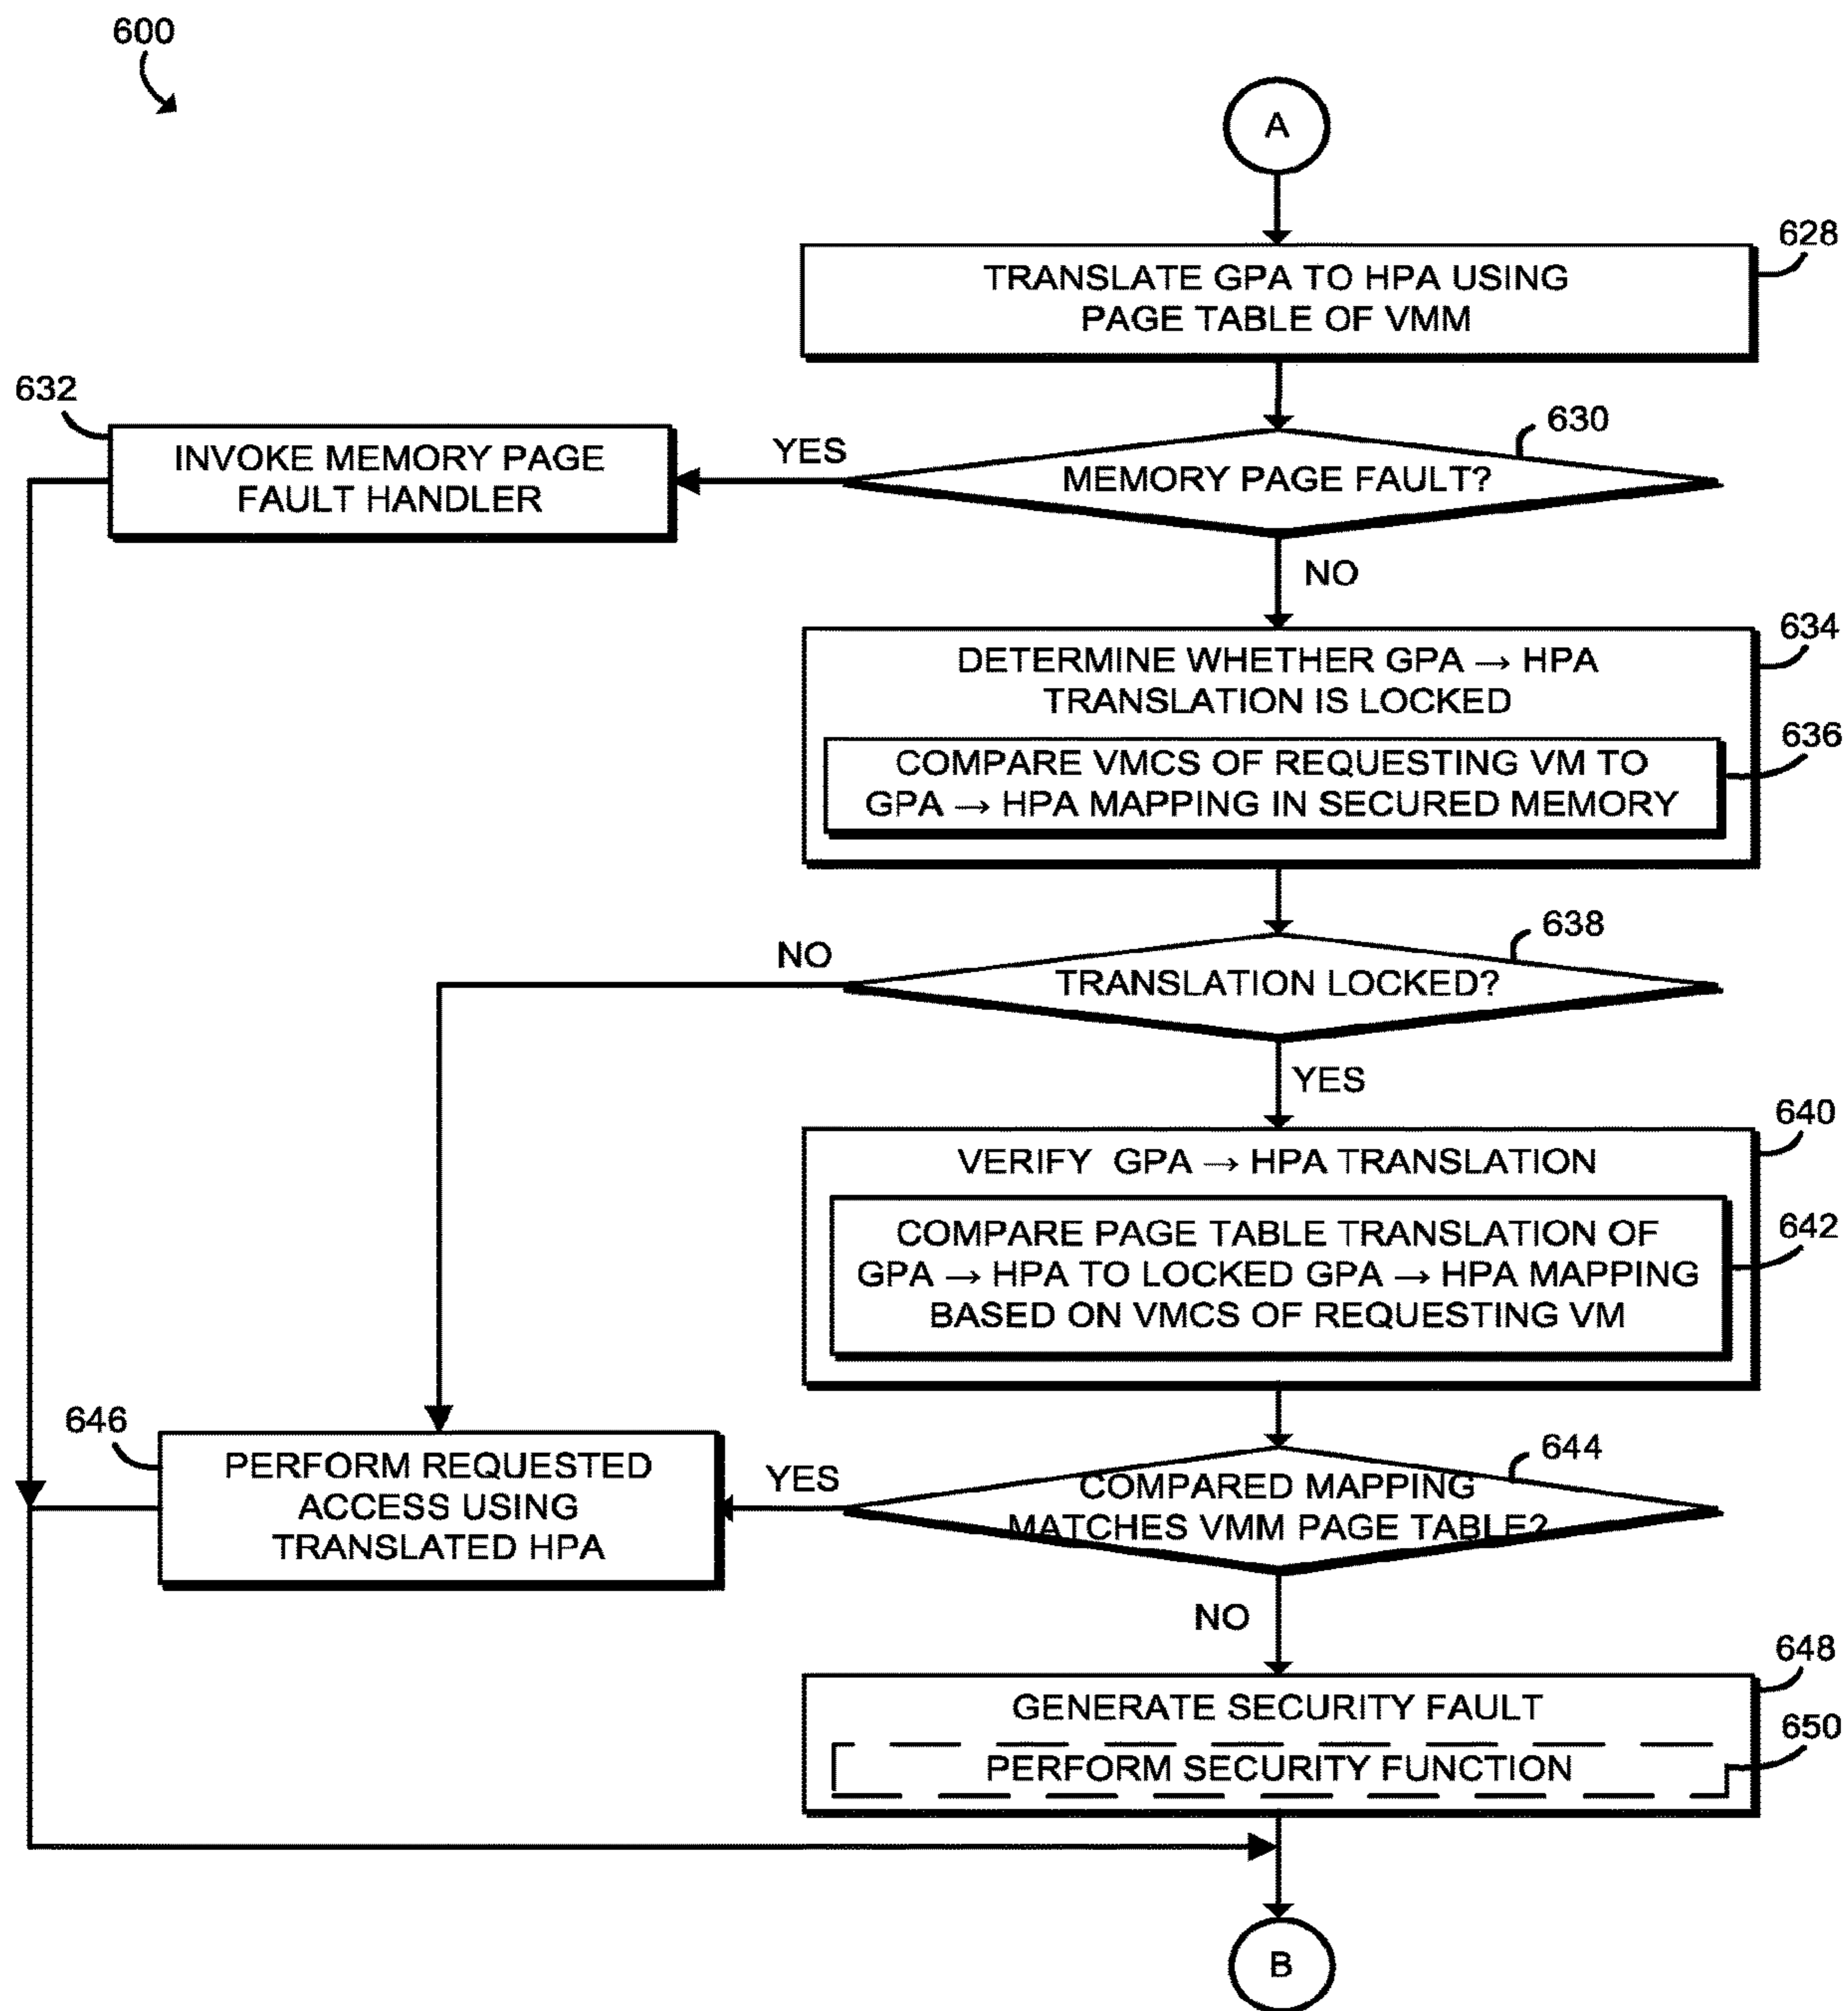 600
A
628
TRANSLATE GPA TO HPA USING
PAGE TABLE OF VMM
632
INVOKE MEMORY PAGE
FAULT HANDLER
YES
630
MEMORY PAGE FAULT?
NO
634
DETERMINE WHETHER GPA → HPA
TRANSLATION IS LOCKED
636
COMPARE VMCS OF REQUESTING VM TO
GPA → HPA MAPPING IN SECURED MEMORY
638
NO
TRANSLATION LOCKED?
YES
640
VERIFY GPA → HPA TRANSLATION
642
COMPARE PAGE TABLE TRANSLATION OF
GPA → HPA TO LOCKED GPA → HPA MAPPING
BASED ON VMCS OF REQUESTING VM
646
PERFORM REQUESTED
ACCESS USING
TRANSLATED HPA
YES
644
COMPARED MAPPING
MATCHES VMM PAGE TABLE?
NO
648
GENERATE SECURITY FAULT
650
PERFORM SECURITY FUNCTION
B